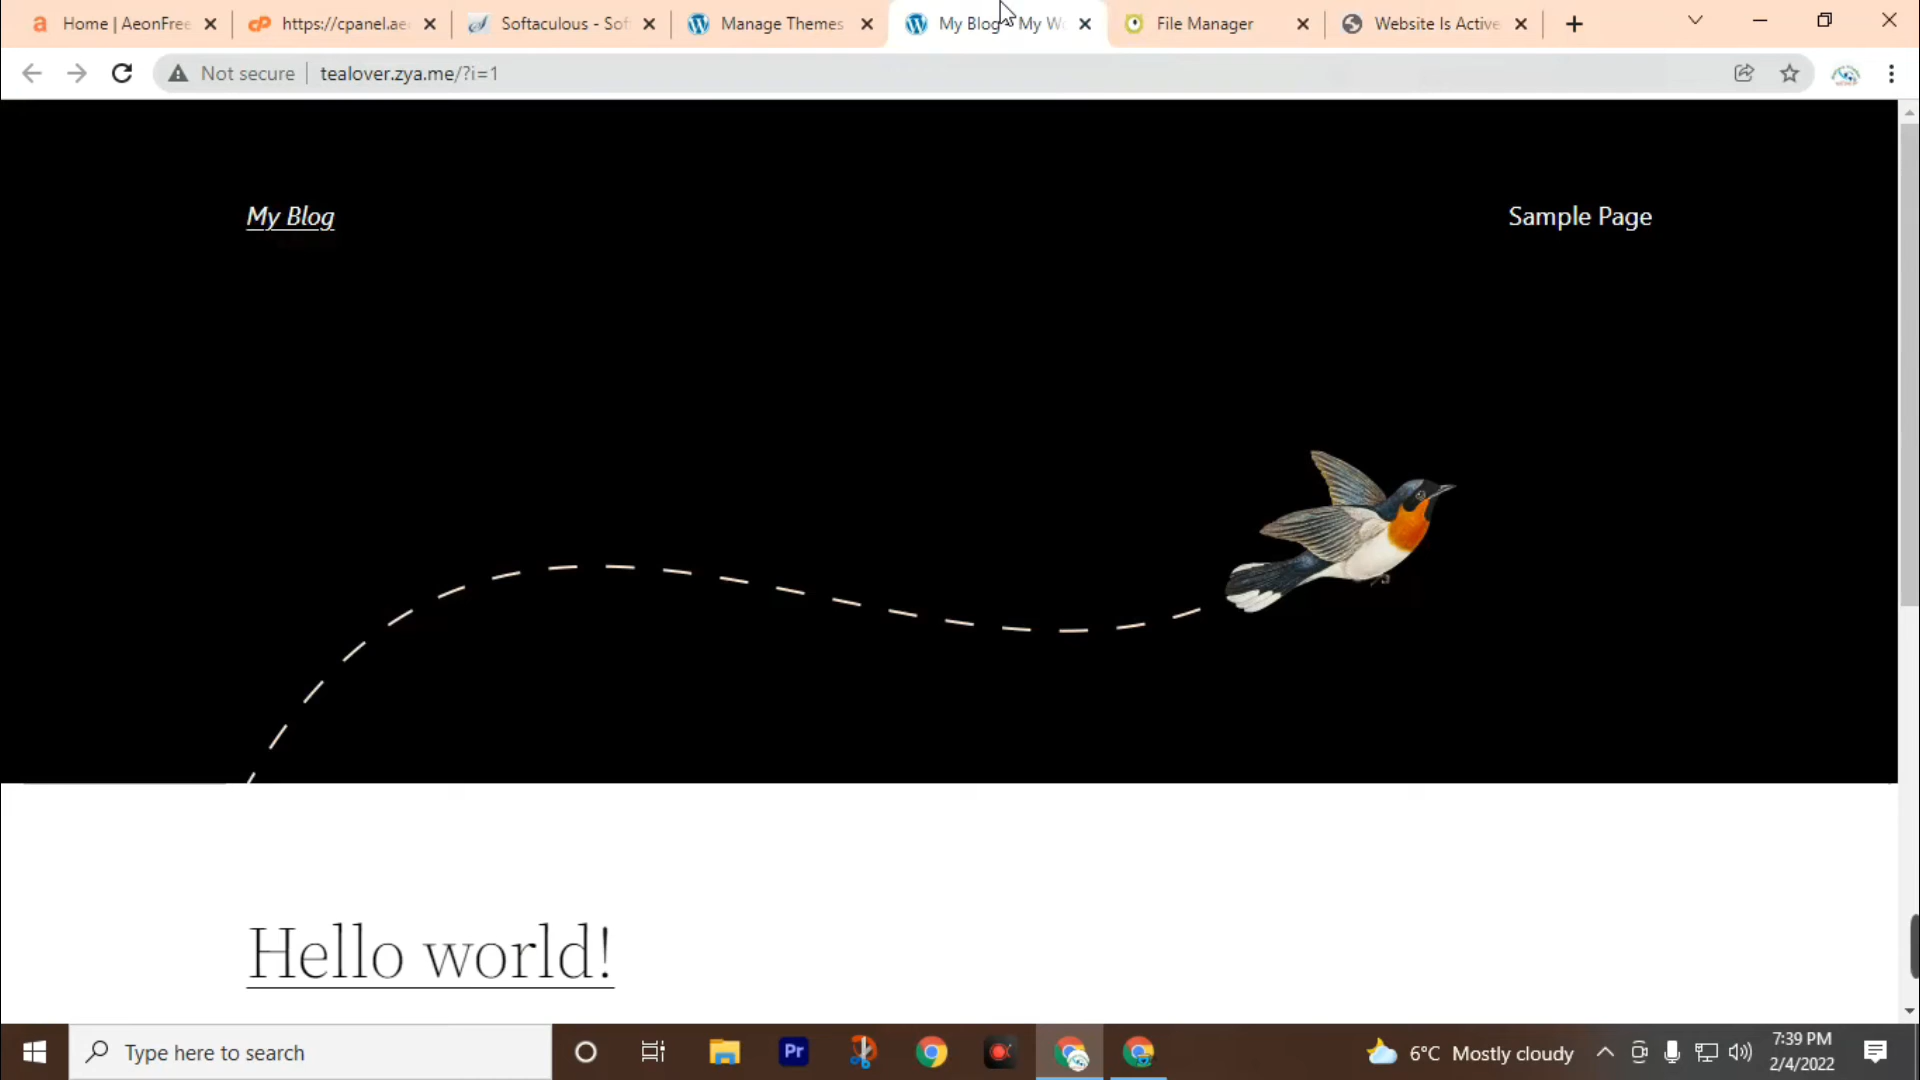 Home | AeonFree
https://cpanel.ae
Softaculous - Sof
Manage Themes
My Blog - My Wo
File Manager
Website Is Active
Not secure
tealover.zya.me/?i=1
My Blog
Sample Page
Hello world!
Type here to search
Pr
6°C Mostly cloudy
7:39 PM
2/4/2022